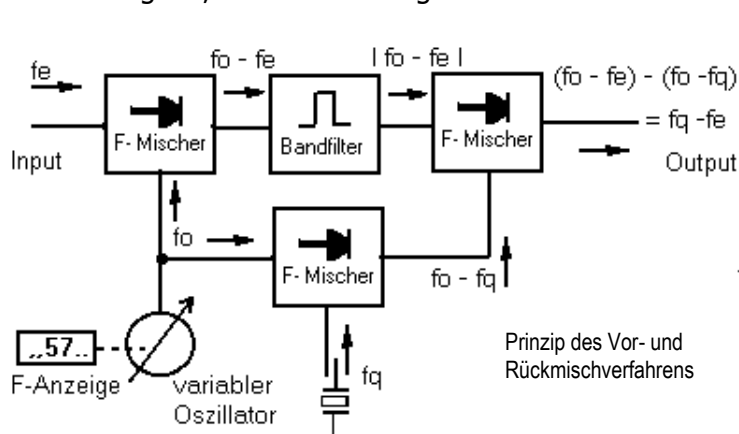 fe
fo - fe
| fo - fe |
(fo - fe) - (fo -fq)
= fq -fe
F- Mischer
Bandfilter
F- Mischer
Input
Output
fo
F- Mischer
fo - fq
„57..
F-Anzeige
variabler
Oszillator
fq
Prinzip des Vor- und
Rückmischverfahrens